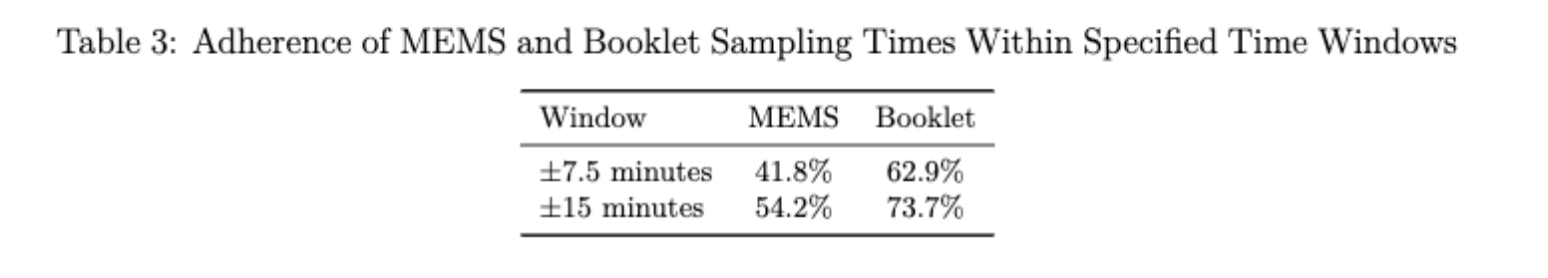 Table 3: Adherence of MEMS and Booklet Sampling Times Within Specified Time Windows
Window MEMS Booklet
±7.5 minutes 41.8% 62.9%
±15 minutes 54.2% 73.7%